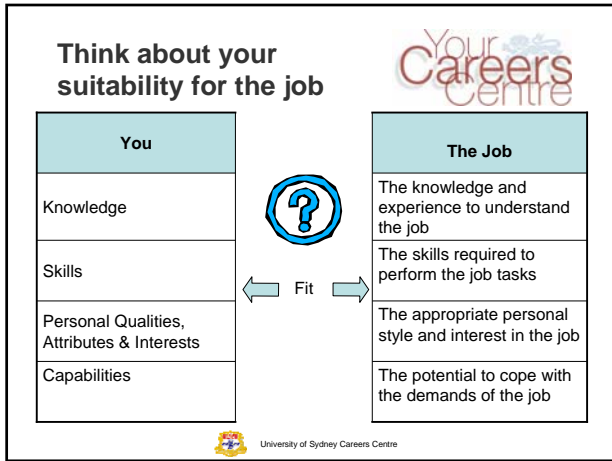 Think about your
suitability for the job
Your
Careers
Centre
You
The Job
Knowledge
The knowledge and
experience to understand
the job
Skills
The skills required to
perform the job tasks
Fit
Personal Qualities,
Attributes & Interests
The appropriate personal
style and interest in the job
Capabilities
The potential to cope with
the demands of the job
University of Sydney Careers Centre